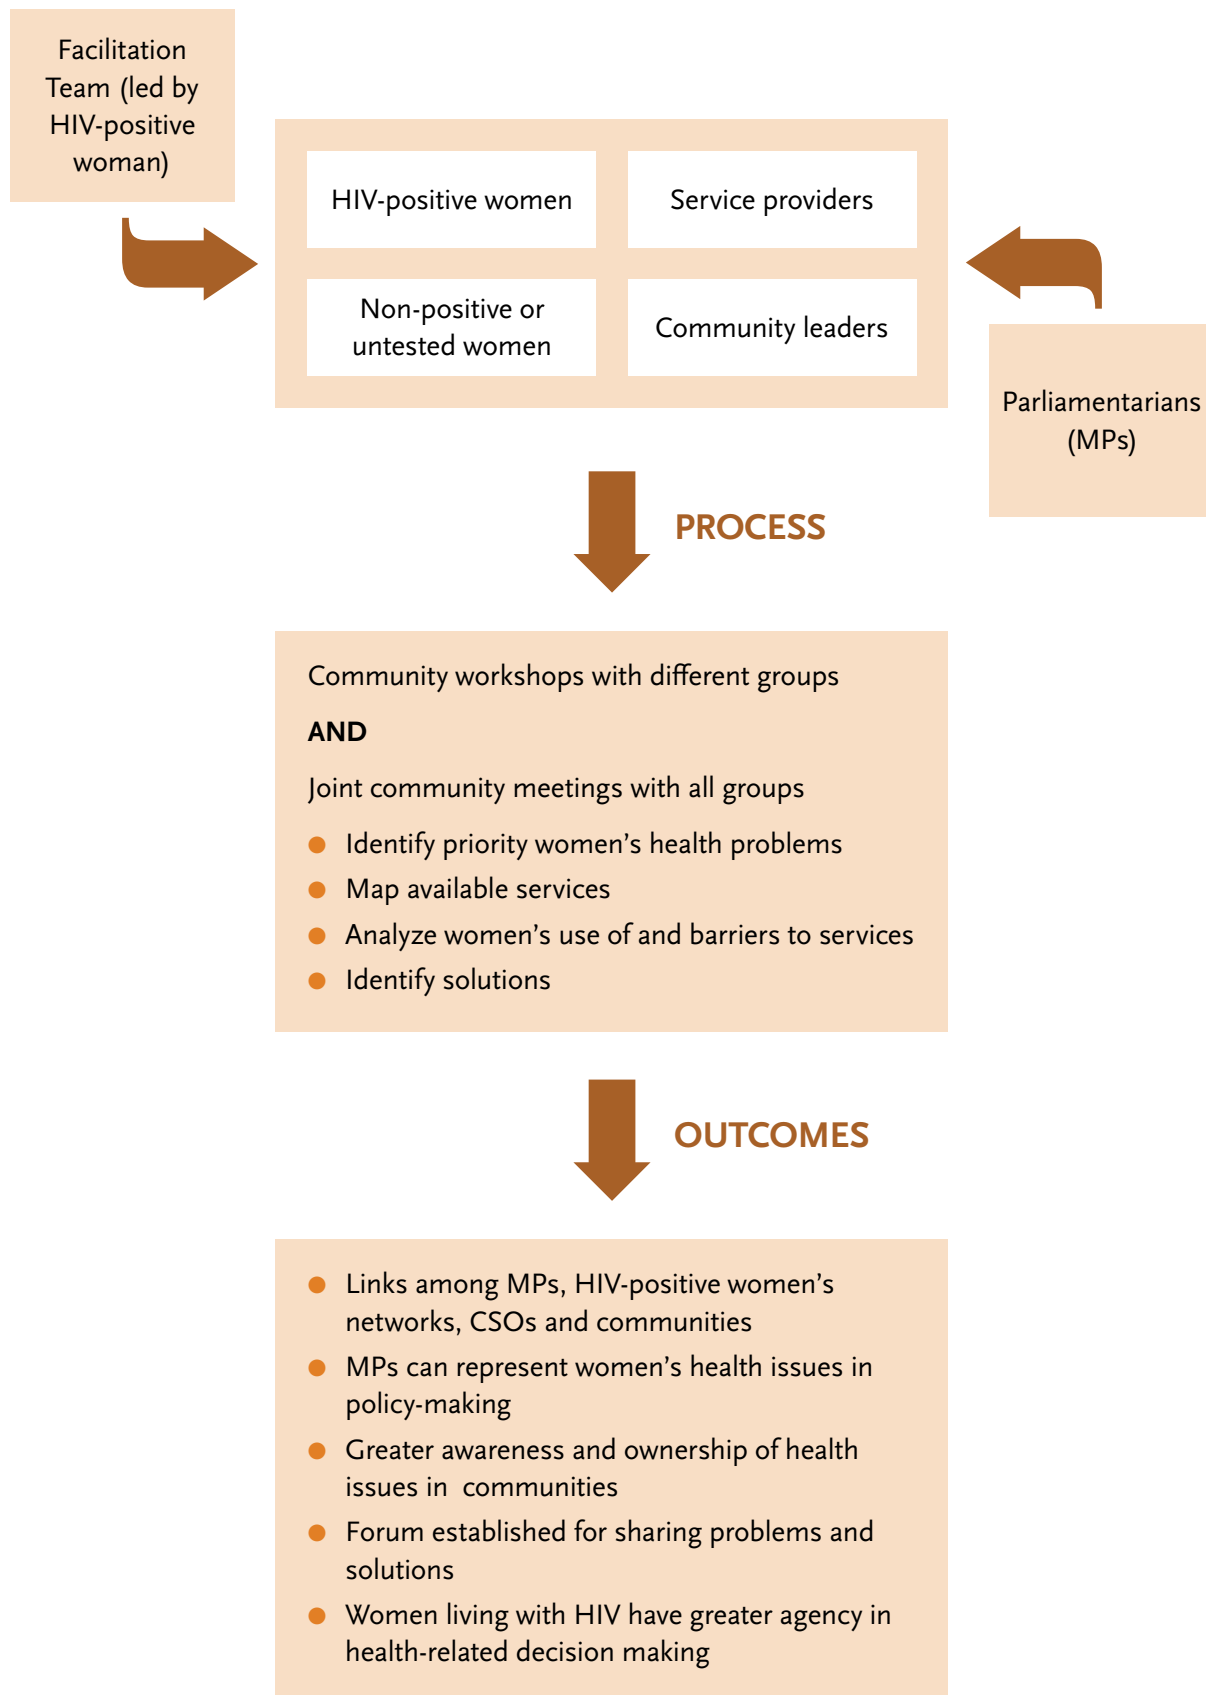 Facilitation
Team (led by
HIV-positive
woman)
HIV-positive women
Service providers
Non-positive or
untested women
Community leaders
Parliamentarians
(MPs)
PROCESS
Community workshops with different groups
AND
Joint community meetings with all groups
● Identify priority women’s health problems
● Map available services
● Analyze women’s use of and barriers to services
● Identify solutions
OUTCOMES
● Links among MPs, HIV-positive women’s
networks, CSOs and communities
● MPs can represent women’s health issues in
policy-making
● Greater awareness and ownership of health
issues in communities
● Forum established for sharing problems and
solutions
● Women living with HIV have greater agency in
health-related decision making